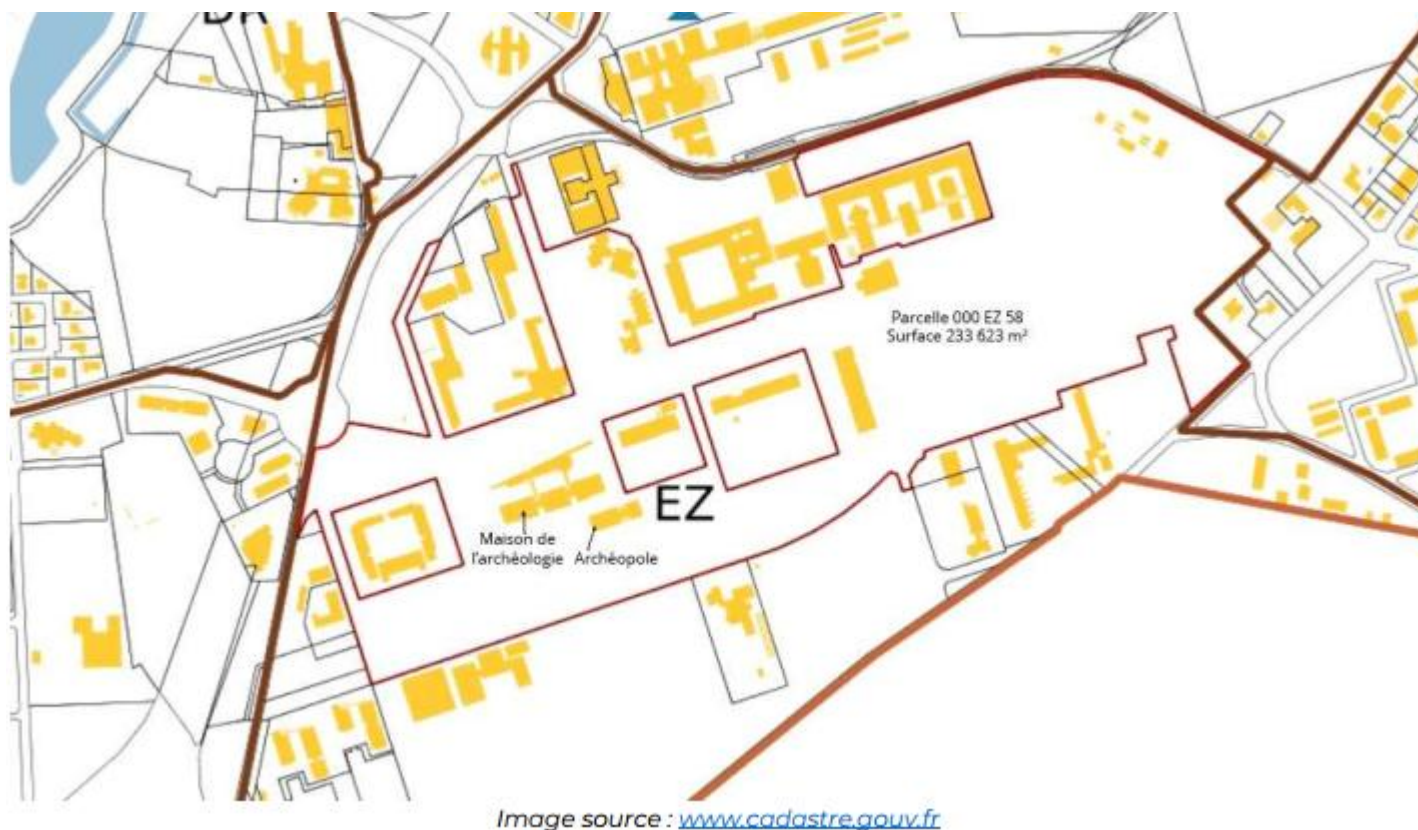 Parcelle 000 EZ 58
Surface 233 623 m²
EZ
Maison de
l'archéologie
Archéopole
Image source : www.cadastre.gouv.fr